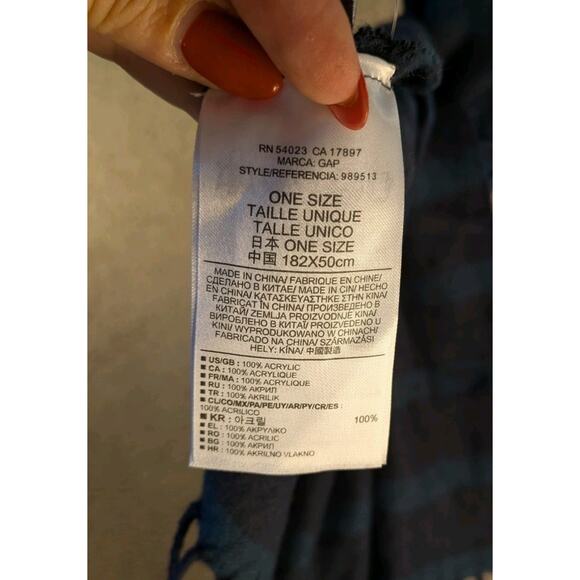 RN 54023 CA 17897
MARCA: GAP
STYLE/REFERENCIA: 989513
ONE SIZE
TAILLE UNIQUE
TALLE UNICO
日本 ONE SIZE
中国 182X50cm
MADE IN CHINA/ FABRIQUE EN CHINE/
СДЕЛАНО В КИТАЕ/ MADE IN CIN/ HECHO
EN CHINA/ ΚΑΤΑΣΚΕΥΑΣΤΗΚΕ ΣΤΗΝ ΚΙΝΑ/
FABRICAT ÎN CHINA/ ПРОИЗВЕДЕНО В
КИТАЙ/ ZEMLJA PROIZVODNJE KINA/
ВИРОБЛЕНО В КИТАЇ/ PROIZVEDENO U
KINI/ WYPRODUKOWANO W CHINACH/
FABRICADO NA CHINA/ SZÁRMAZÁSI
HELY: KÍNA/ 中國製造
US/GB : 100% ACRYLIC
CA : 100% ACRYLIQUE
FR/MA : 100% ACRYLIQUE
RU : 100% АКРИЛ
TR : 100% AKRILIK
CL/CO/MX/PA/PE/UY/AR/PY/CR/ES :
100% ACRILICO
KR : 아크릴 100%
EL : 100% ΑΚΡΥΛΙΚΟ
RO : 100% ACRILIC
BG : 100% АКРИЛ
HR : 100% AKRILNO VLAKNO